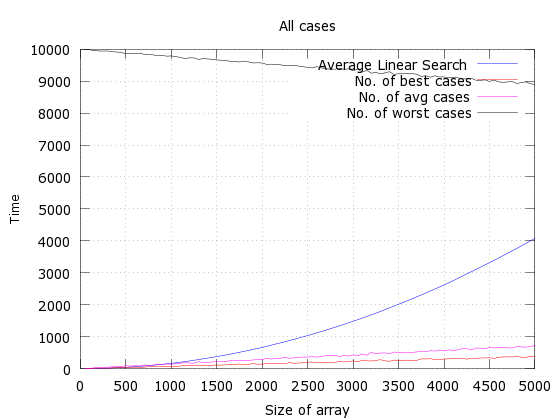 All cases
10000
9000
8000
7000
6000
5000
4000
3000
2000
1000
0
Time
Average Linear Search
No. of best cases
No. of avg cases
No. of worst cases
0 500 1000 1500 2000 2500 3000 3500 4000 4500 5000
Size of array